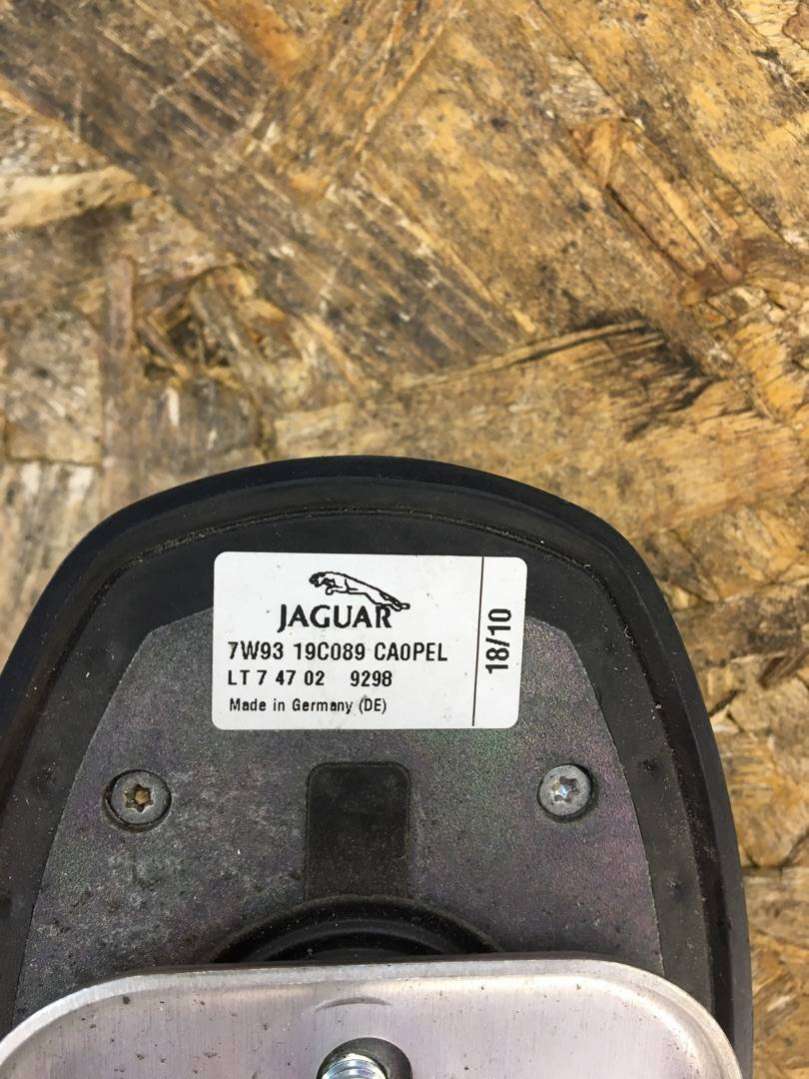 JAGUAR
7W93 19C089 CA0PEL
LT 7 47 02 9298
Made in Germany (DE)
18/10